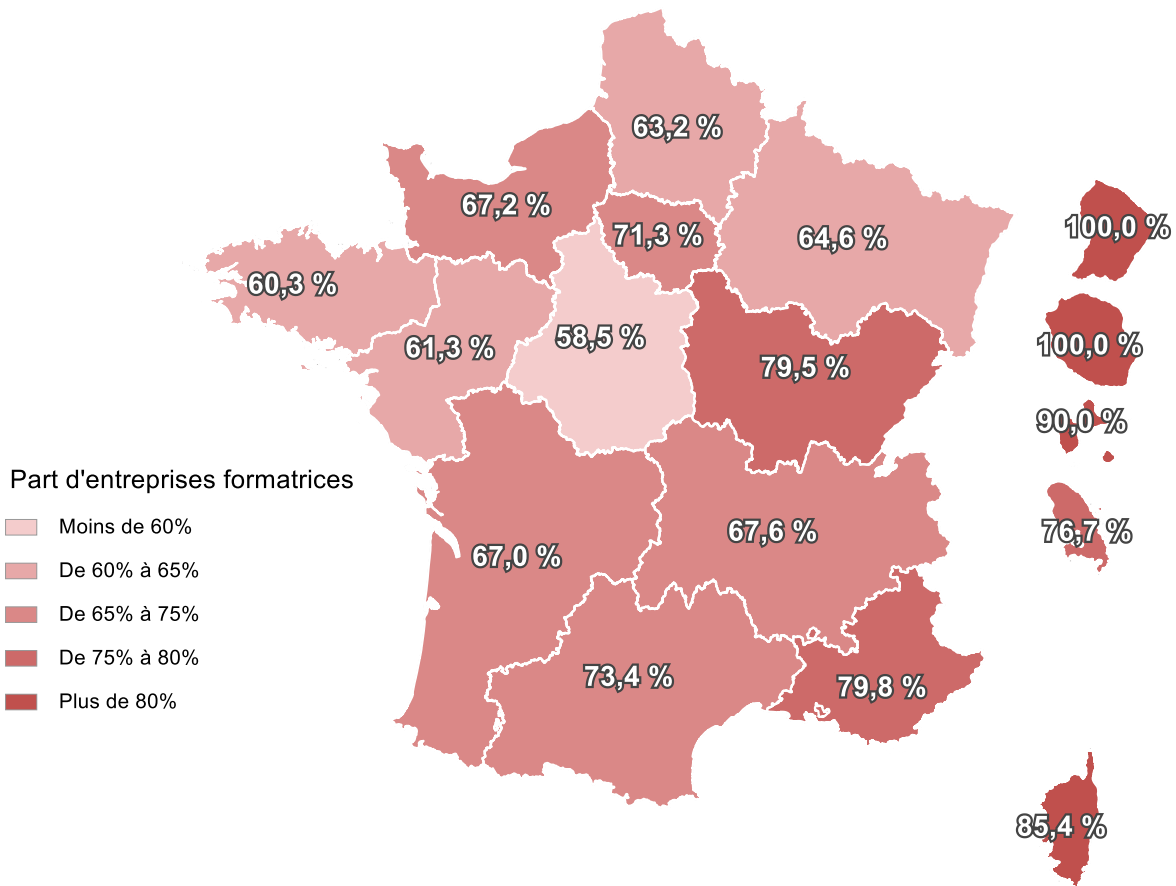 63,2 %
67,2 %
71,3 %
64,6 %
100,0 %
60,3 %
61,3 %
58,5 %
79,5 %
100,0 %
90,0 %
Part d'entreprises formatrices
Moins de 60%
De 60% à 65%
De 65% à 75%
De 75% à 80%
Plus de 80%
67,0 %
67,6 %
76,7 %
73,4 %
79,8 %
85,4 %